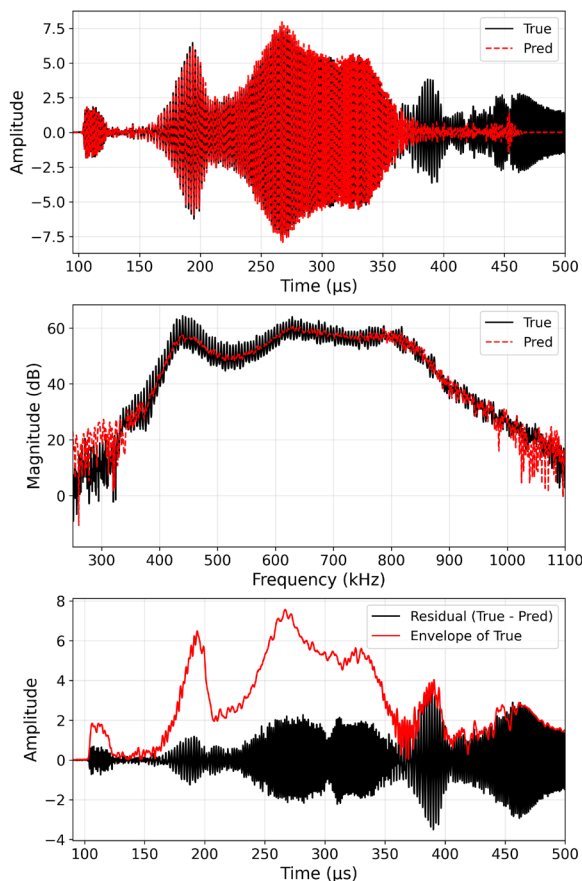 7.5
5.0
2.5
0.0
−2.5
−5.0
−7.5
Amplitude
True
Pred
100 150 200 250 300 350 400 450 500
Time (µs)
60
40
20
0
Magnitude (dB)
True
Pred
300 400 500 600 700 800 900 1000 1100
Frequency (kHz)
8
6
4
2
0
−2
−4
Amplitude
Residual (True - Pred)
Envelope of True
100 150 200 250 300 350 400 450 500
Time (µs)